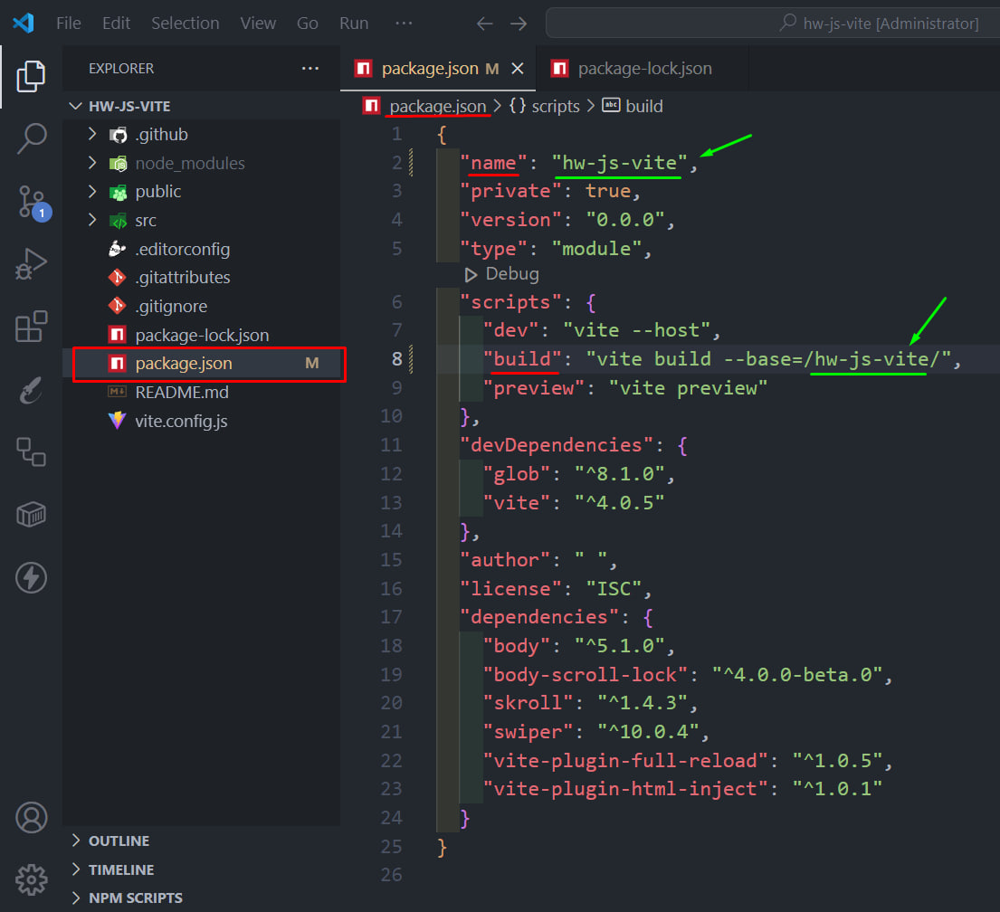 File Edit Selection View Go Run ··· ← → hw-js-vite [Administrator]
EXPLORER ···
package.json M ×
package-lock.json
HW-JS-VITE
.github
node_modules
public
src
.editorconfig
.gitattributes
.gitignore
package-lock.json
package.json M
README.md
vite.config.js
OUTLINE
TIMELINE
NPM SCRIPTS
1
package.json > {} scripts > abc build
1 {
2 "name": "hw-js-vite",
3 "private": true,
4 "version": "0.0.0",
5 "type": "module",
Debug
6 "scripts": {
7 "dev": "vite --host",
8 "build": "vite build --base=/hw-js-vite/",
9 "preview": "vite preview"
10 },
11 "devDependencies": {
12 "glob": "^8.1.0",
13 "vite": "^4.0.5"
14 },
15 "author": " ",
16 "license": "ISC",
17 "dependencies": {
18 "body": "^5.1.0",
19 "body-scroll-lock": "^4.0.0-beta.0",
20 "skroll": "^1.4.3",
21 "swiper": "^10.0.4",
22 "vite-plugin-full-reload": "^1.0.5",
23 "vite-plugin-html-inject": "^1.0.1"
24 }
25 }
26